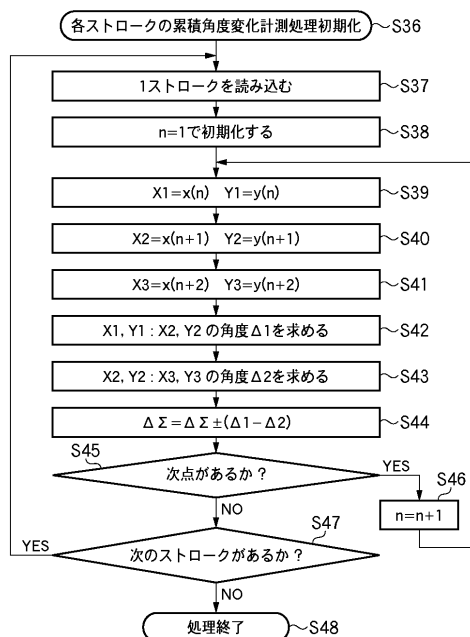 各ストロークの累積角度変化計測処理初期化
S36
1ストロークを読み込む
S37
n=1で初期化する
S38
X1=x(n) Y1=y(n)
S39
X2=x(n+1) Y2=y(n+1)
S40
X3=x(n+2) Y3=y(n+2)
S41
X1, Y1 : X2, Y2 の角度Δ1を求める
S42
X2, Y2 : X3, Y3 の角度Δ2を求める
S43
ΔΣ=ΔΣ±(Δ1−Δ2)
S44
S45
次点があるか?
YES
S46
n=n+1
NO
S47
YES
次のストロークがあるか?
NO
処理終了
S48